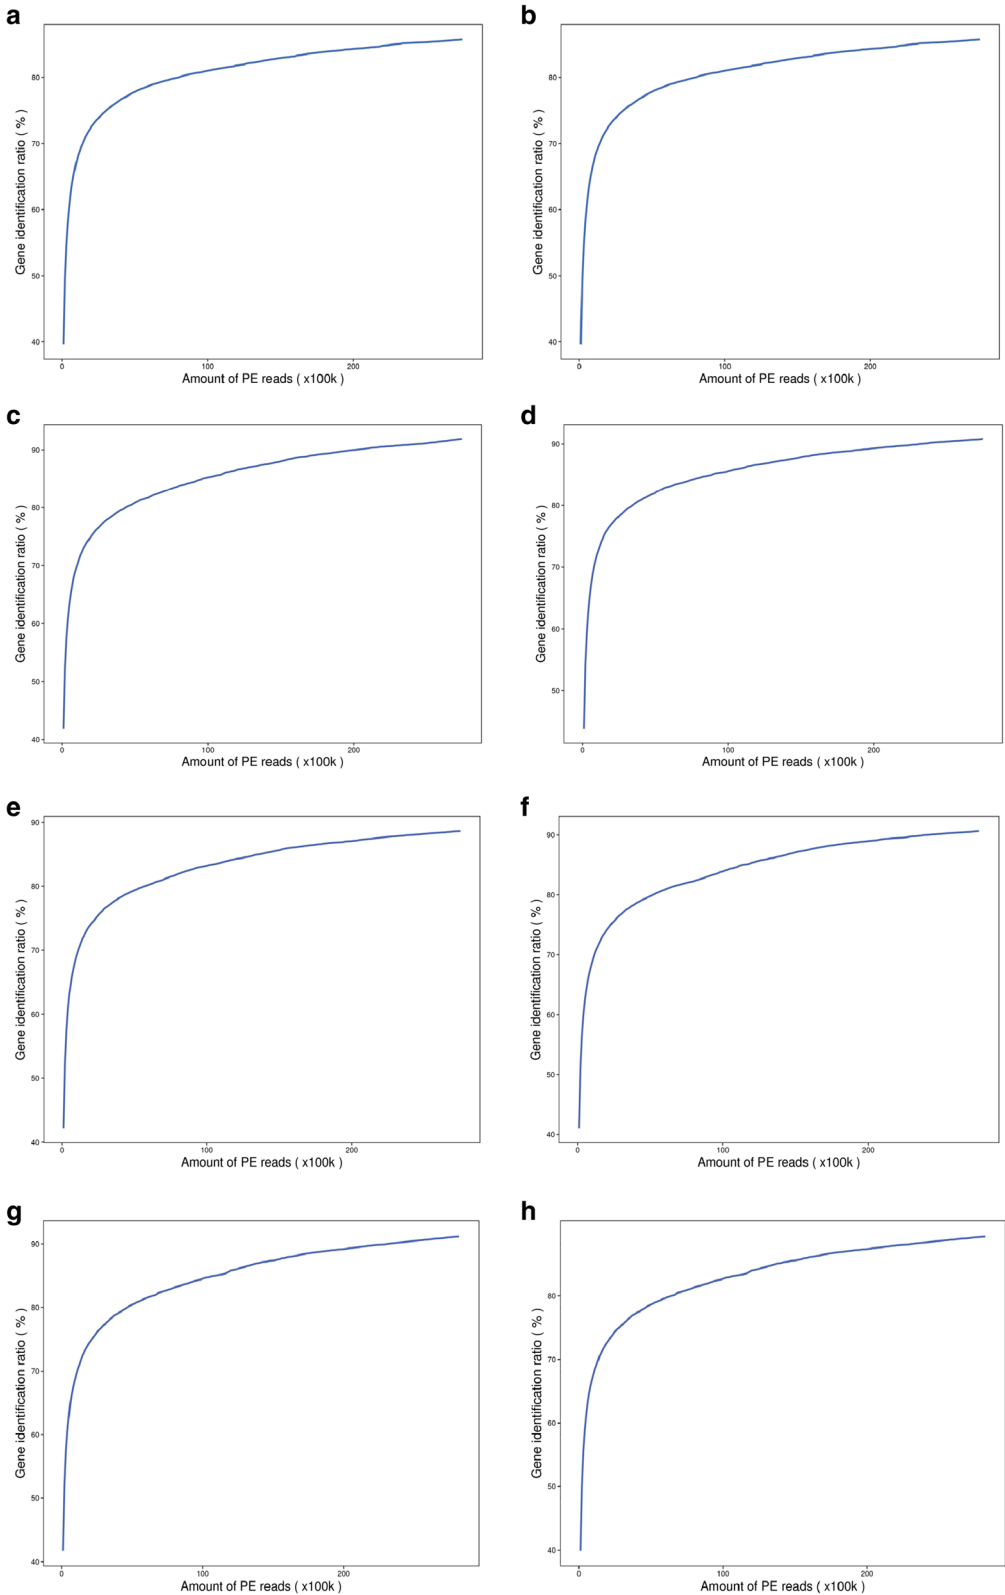 a
b
Gene identification ratio ( % )
80
70
60
50
40
0
100
200
Amount of PE reads ( x100k )
Gene identification ratio ( % )
80
70
60
50
40
0
100
200
Amount of PE reads ( x100k )
c
d
Gene identification ratio ( % )
90
80
70
60
50
40
0
100
200
Amount of PE reads ( x100k )
Gene identification ratio ( % )
90
80
70
60
50
0
100
200
Amount of PE reads ( x100k )
e
f
Gene identification ratio ( % )
90
80
70
60
50
40
0
100
200
Amount of PE reads ( x100k )
Gene identification ratio ( % )
90
80
70
60
50
40
0
100
200
Amount of PE reads ( x100k )
g
h
Gene identification ratio ( % )
90
80
70
60
50
40
0
100
200
Amount of PE reads ( x100k )
Gene identification ratio ( % )
80
70
60
50
40
0
100
200
Amount of PE reads ( x100k )